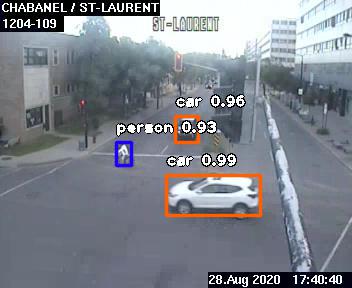 CHABANEL / ST-LAURENT
1204-109
ST-LAURENT
car 0.96
person 0.93
car 0.99
28.Aug 2020 17:40:40